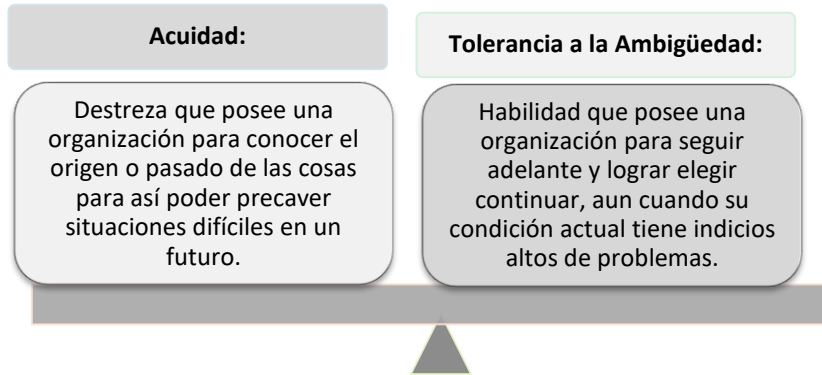 Acuidad:
Destreza que posee una
organización para conocer el
origen o pasado de las cosas
para así poder precaver
situaciones difíciles en un
futuro.
Tolerancia a la Ambigüedad:
Habilidad que posee una
organización para seguir
adelante y lograr elegir
continuar, aun cuando su
condición actual tiene indicios
altos de problemas.